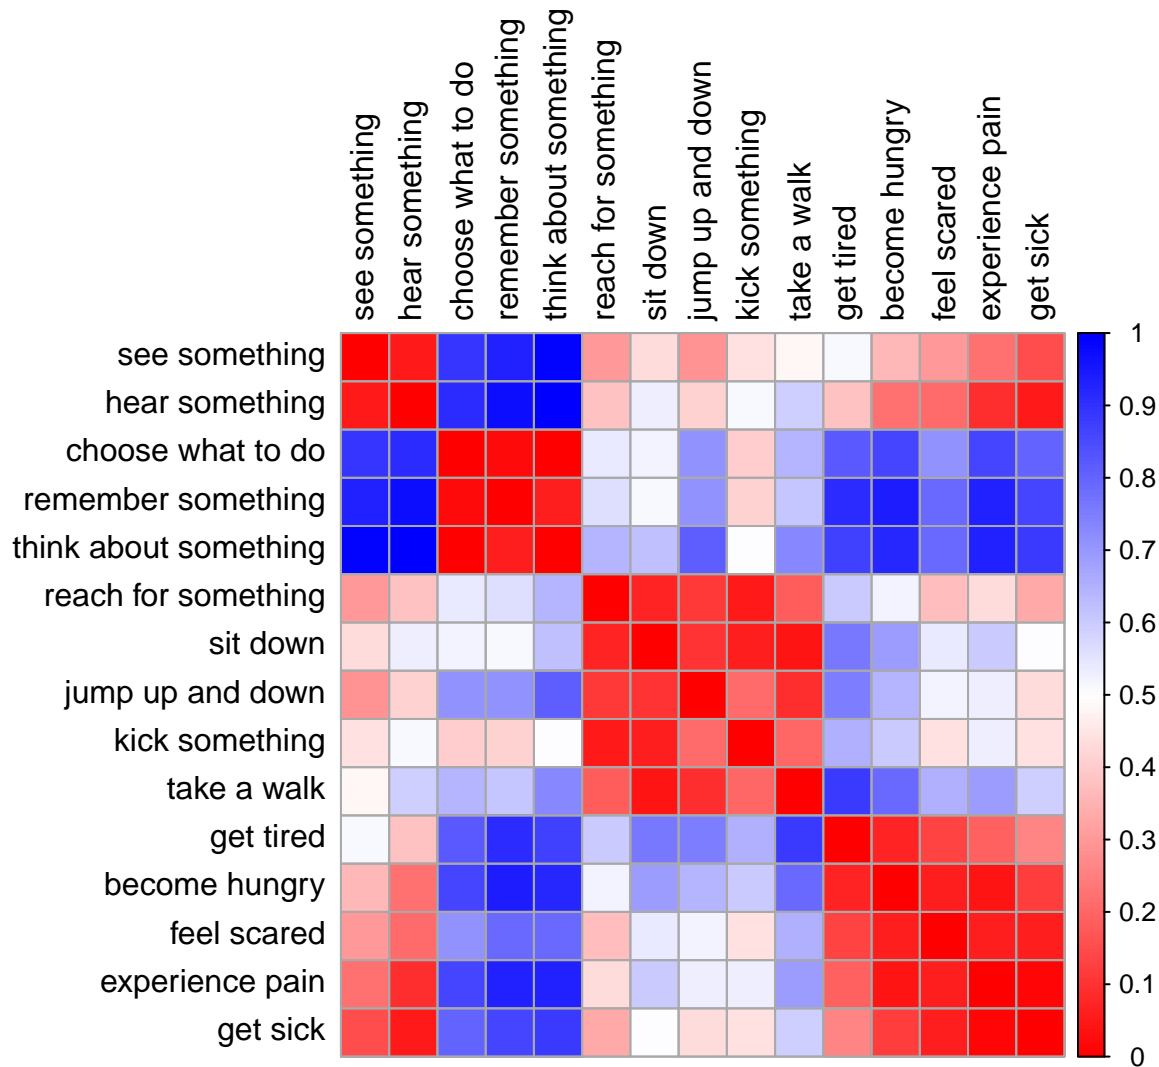 see something
hear something
choose what to do
remember something
think about something
reach for something
sit down
jump up and down
kick something
take a walk
get tired
become hungry
feel scared
experience pain
get sick
see something
hear something
choose what to do
remember something
think about something
reach for something
sit down
jump up and down
kick something
take a walk
get tired
become hungry
feel scared
experience pain
get sick
1
0.9
0.8
0.7
0.6
0.5
0.4
0.3
0.2
0.1
0